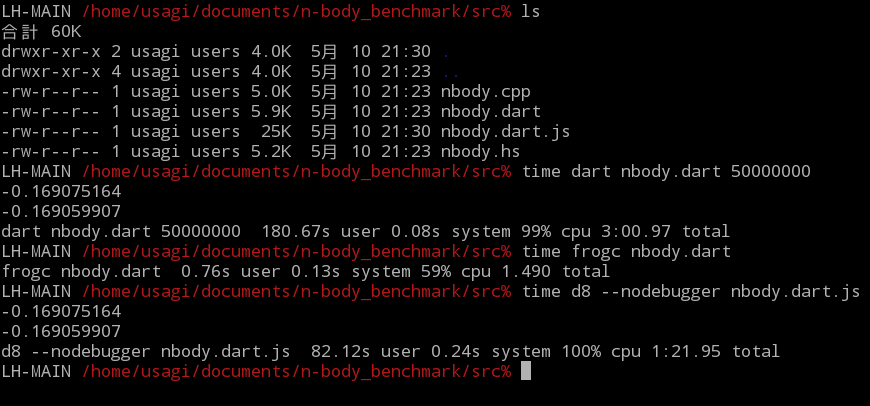 LH-MAIN /home/usagi/documents/n-body_benchmark/src% ls
合計 60K
drwxr-xr-x 2 usagi users 4.0K  5月 10 21:30 .
drwxr-xr-x 4 usagi users 4.0K  5月 10 21:23 ..
-rw-r--r-- 1 usagi users 5.0K  5月 10 21:23 nbody.cpp
-rw-r--r-- 1 usagi users 5.9K  5月 10 21:23 nbody.dart
-rw-r--r-- 1 usagi users  25K  5月 10 21:30 nbody.dart.js
-rw-r--r-- 1 usagi users 5.2K  5月 10 21:23 nbody.hs
LH-MAIN /home/usagi/documents/n-body_benchmark/src% time dart nbody.dart 50000000
-0.169075164
-0.169059907
dart nbody.dart 50000000  180.67s user 0.08s system 99% cpu 3:00.97 total
LH-MAIN /home/usagi/documents/n-body_benchmark/src% time frogc nbody.dart
frogc nbody.dart  0.76s user 0.13s system 59% cpu 1.490 total
LH-MAIN /home/usagi/documents/n-body_benchmark/src% time d8 --nodebugger nbody.dart.js
-0.169075164
-0.169059907
d8 --nodebugger nbody.dart.js  82.12s user 0.24s system 100% cpu 1:21.95 total
LH-MAIN /home/usagi/documents/n-body_benchmark/src%